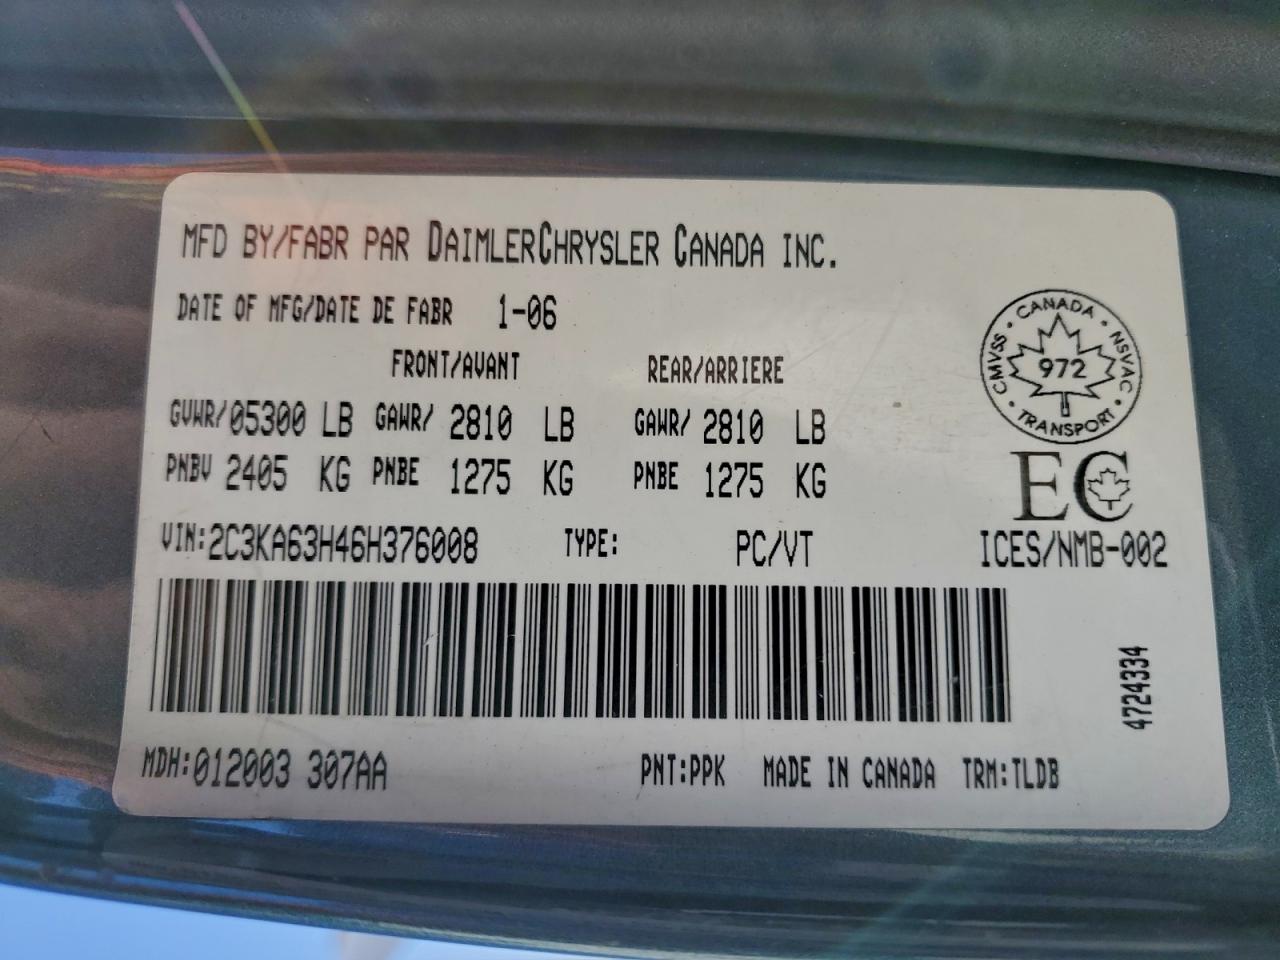 MFD BY/FABR PAR DAIMLERCHRYSLER CANADA INC.
DATE OF MFG/DATE DE FABR 1-06
FRONT/AVANT REAR/ARRIERE
GVWR/05300 LB GAWR/ 2810 LB GAWR/ 2810 LB
PNBV 2405 KG PNBE 1275 KG PNBE 1275 KG
VIN:2C3KA63H46H376008 TYPE: PC/VT ICES/NMB-002
CMVSS · CANADA · NSVAC · TRANSPORT ·
972
EC
4724334
MDH:012003 307AA PNT:PPK MADE IN CANADA TRM:TLDB